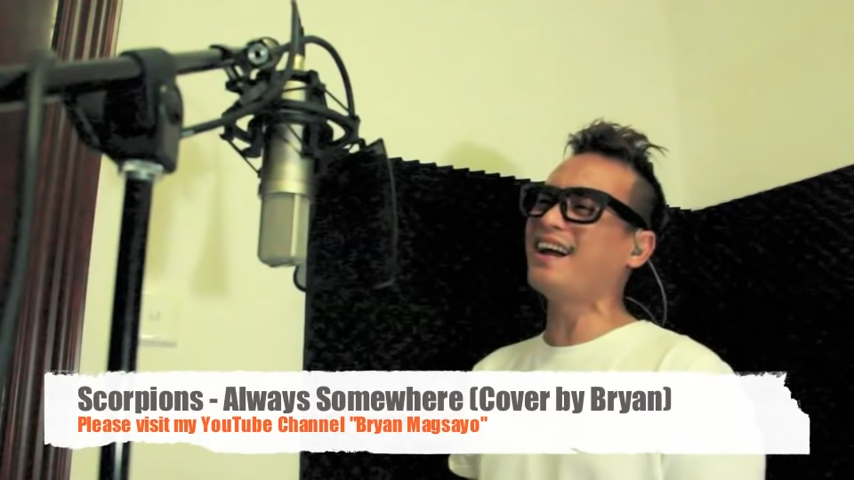 Scorpions - Always Somewhere (Cover by Bryan)
Please visit my YouTube Channel "Bryan Magsayo"